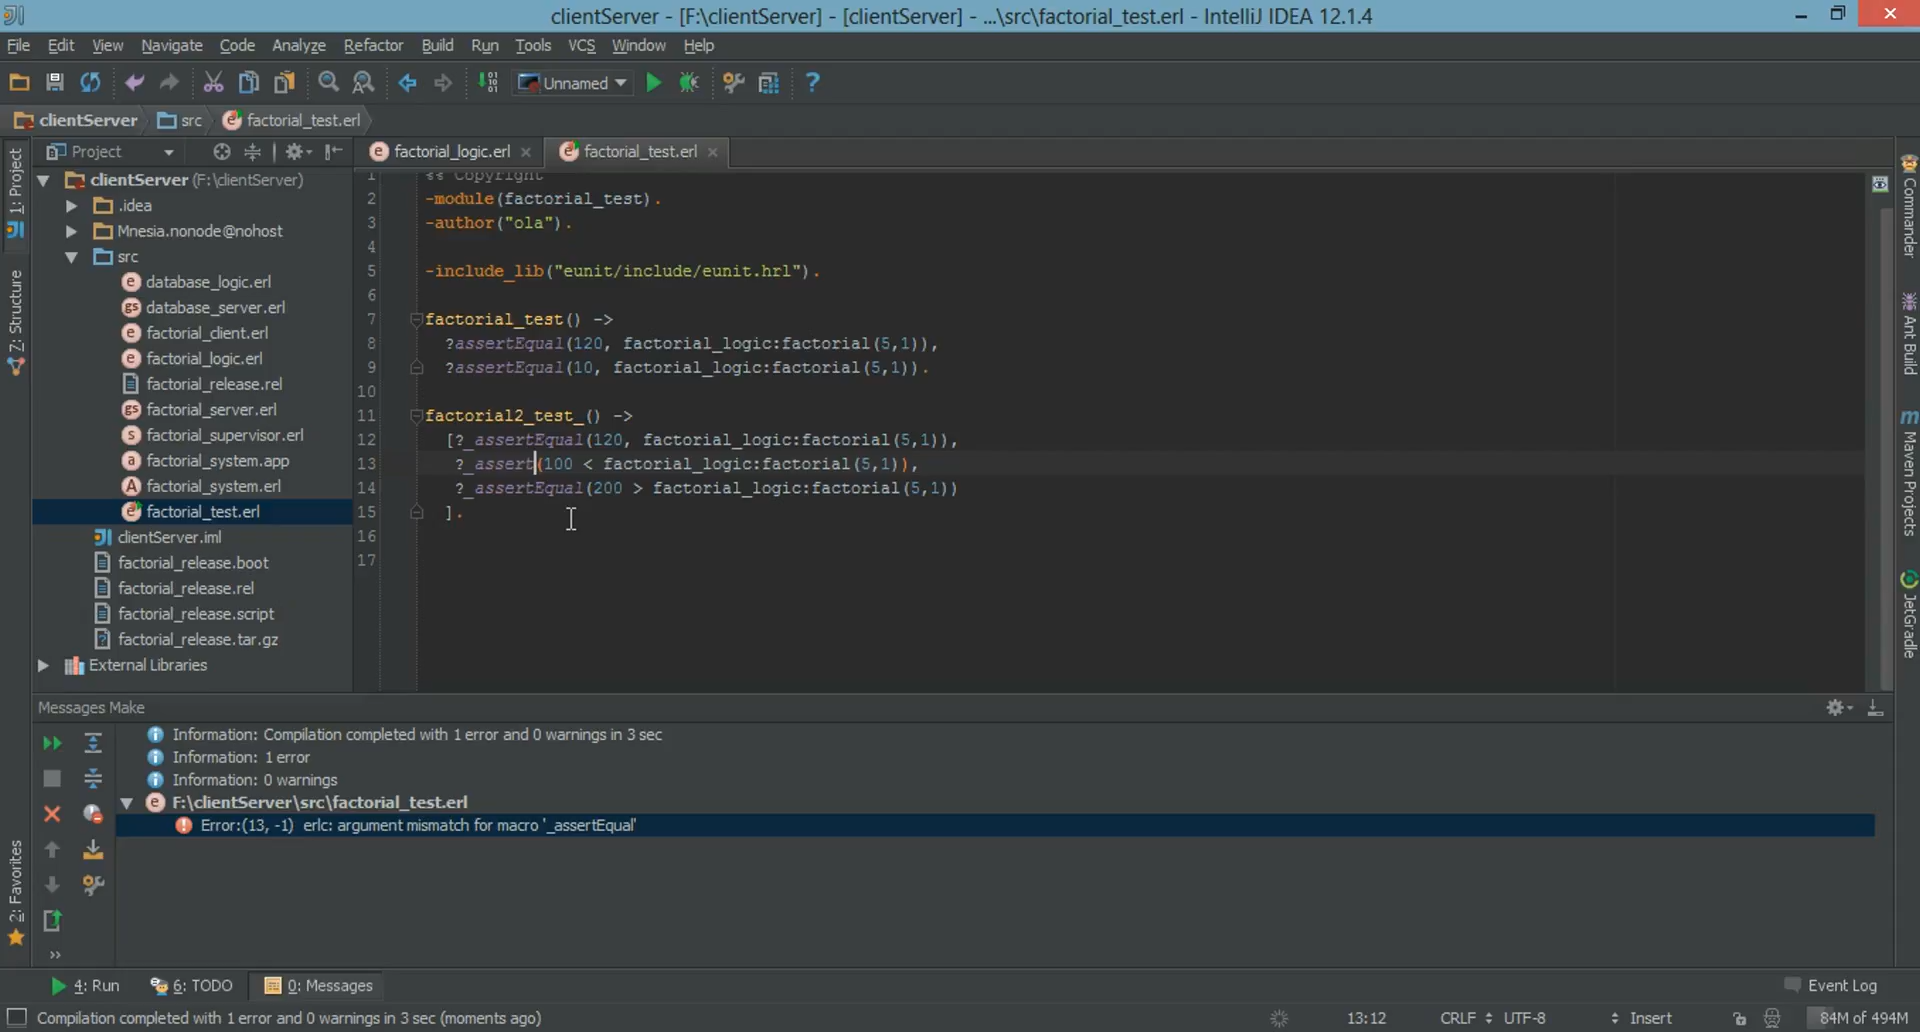 clientServer - [F:\clientServer] - [clientServer] - ...\src\factorial_test.erl - IntelliJ IDEA 12.1.4
File Edit View Navigate Code Analyze Refactor Build Run Tools VCS Window Help
Unnamed
clientServer src factorial_test.erl
1: Project
Z: Structure
2: Favorites
Project
clientServer (F:\clientServer)
.idea
Mnesia.nonode@nohost
src
database_logic.erl
database_server.erl
factorial_client.erl
factorial_logic.erl
factorial_release.rel
factorial_server.erl
factorial_supervisor.erl
factorial_system.app
factorial_system.erl
factorial_test.erl
clientServer.iml
factorial_release.boot
factorial_release.rel
factorial_release.script
factorial_release.tar.gz
External Libraries
factorial_logic.erl factorial_test.erl
1 %% Copyright
2 -module(factorial_test).
3 -author("ola").
4
5 -include_lib("eunit/include/eunit.hrl").
6
7 factorial_test() ->
8 ?assertEqual(120, factorial_logic:factorial(5,1)),
9 ?assertEqual(10, factorial_logic:factorial(5,1)).
10
11 factorial2_test_() ->
12 [?_assertEqual(120, factorial_logic:factorial(5,1)),
13 ?_assert(100 < factorial_logic:factorial(5,1)),
14 ?_assertEqual(200 > factorial_logic:factorial(5,1))
15 ].
16
17
Commander
Ant Build
Maven Projects
JetGradle
Messages Make
Information: Compilation completed with 1 error and 0 warnings in 3 sec
Information: 1 error
Information: 0 warnings
F:\clientServer\src\factorial_test.erl
Error:(13, -1) erlc: argument mismatch for macro '_assertEqual'
4: Run 6: TODO 0: Messages Event Log
Compilation completed with 1 error and 0 warnings in 3 sec (moments ago) 13:12 CRLF UTF-8 Insert 84M of 494M